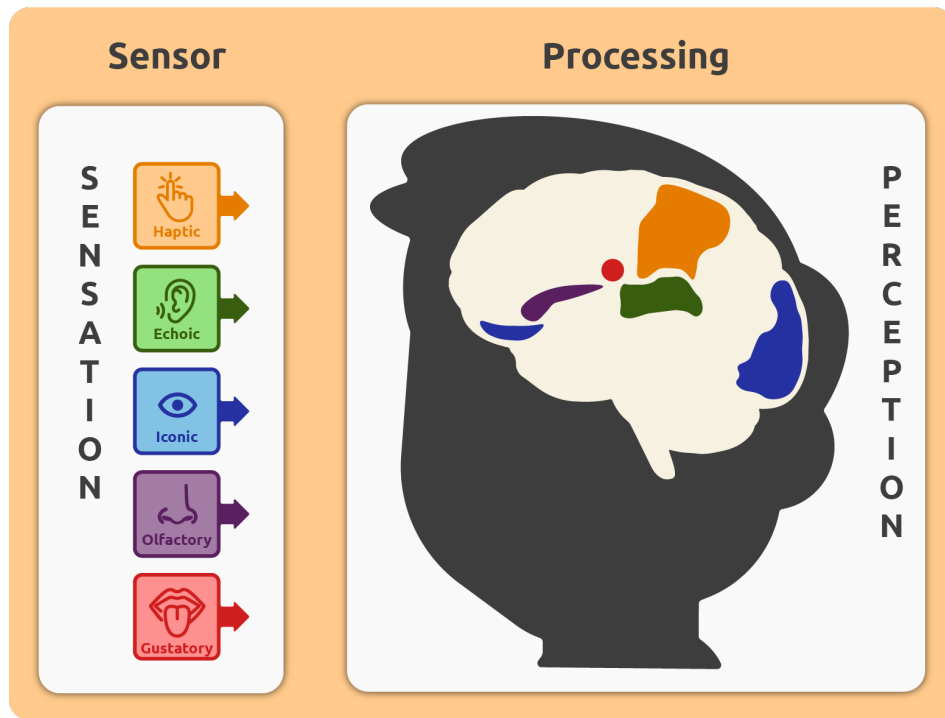 Sensor
Processing
SENSATION
Haptic
Echoic
Iconic
Olfactory
Gustatory
PERCEPTION